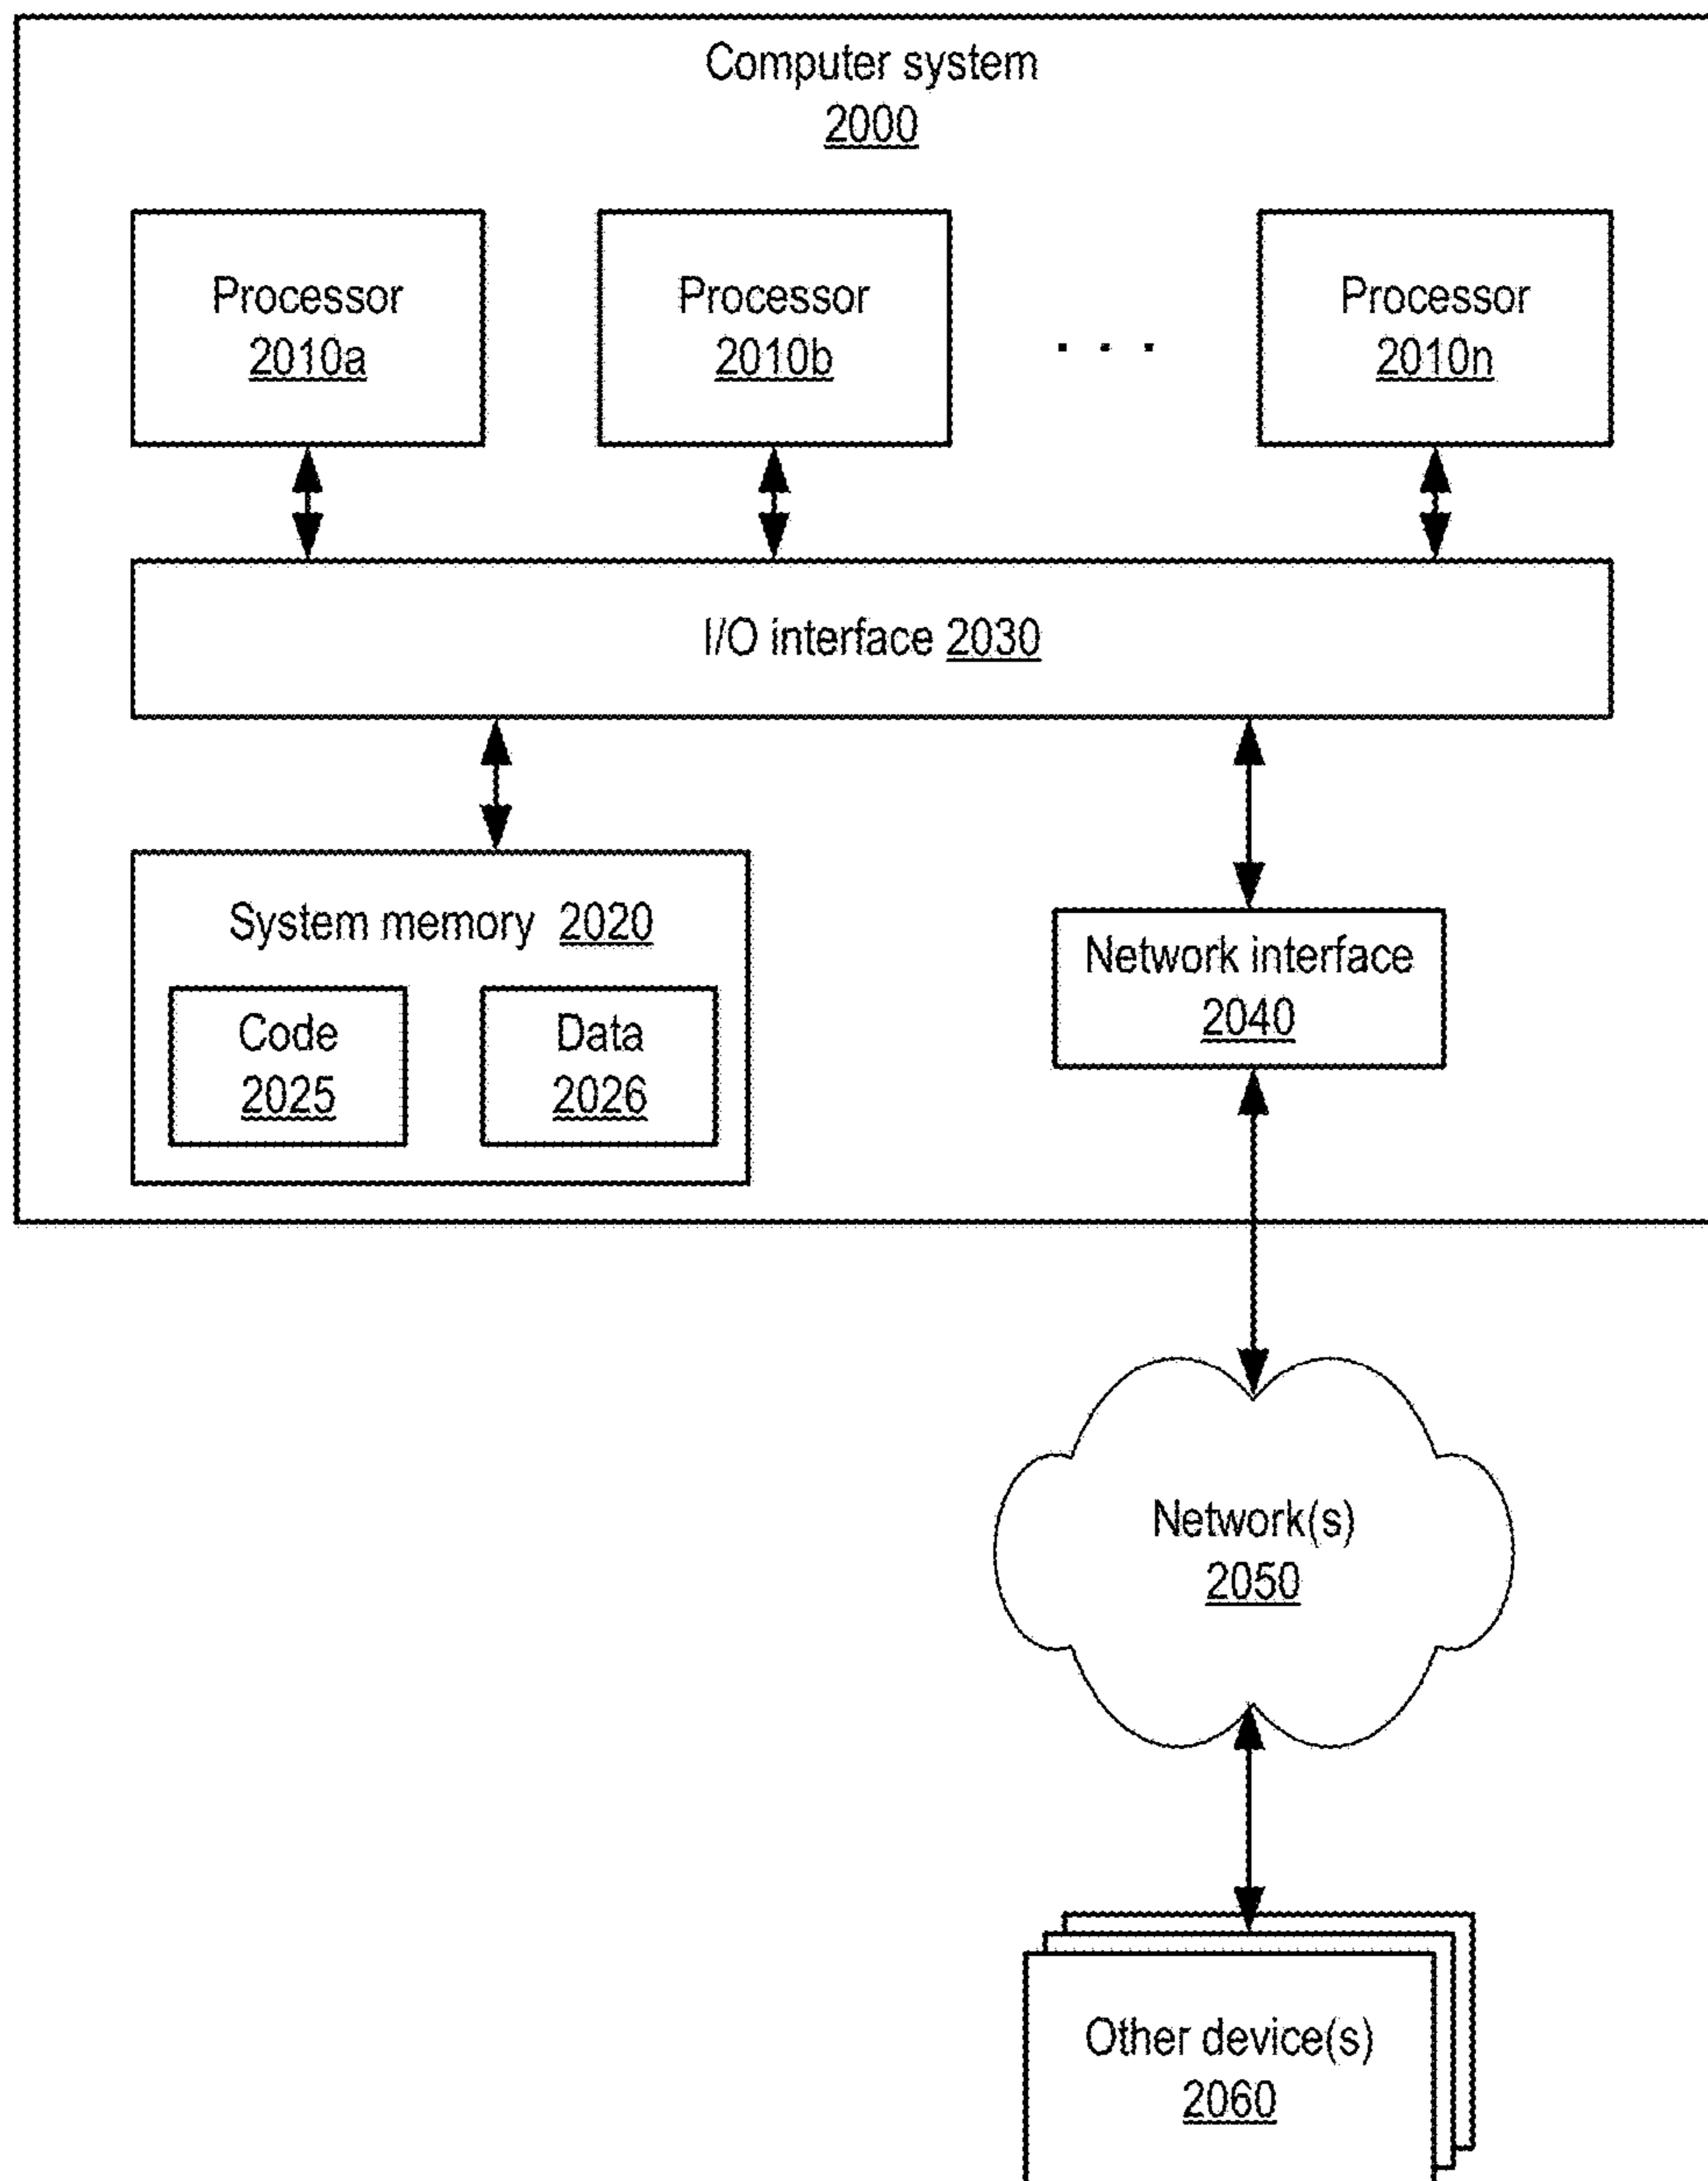 Computer system
2000
Processor
2010a
Processor
2010b
. . .
Processor
2010n
I/O interface 2030
System memory 2020
Code
2025
Data
2026
Network interface
2040
Network(s)
2050
Other device(s)
2060